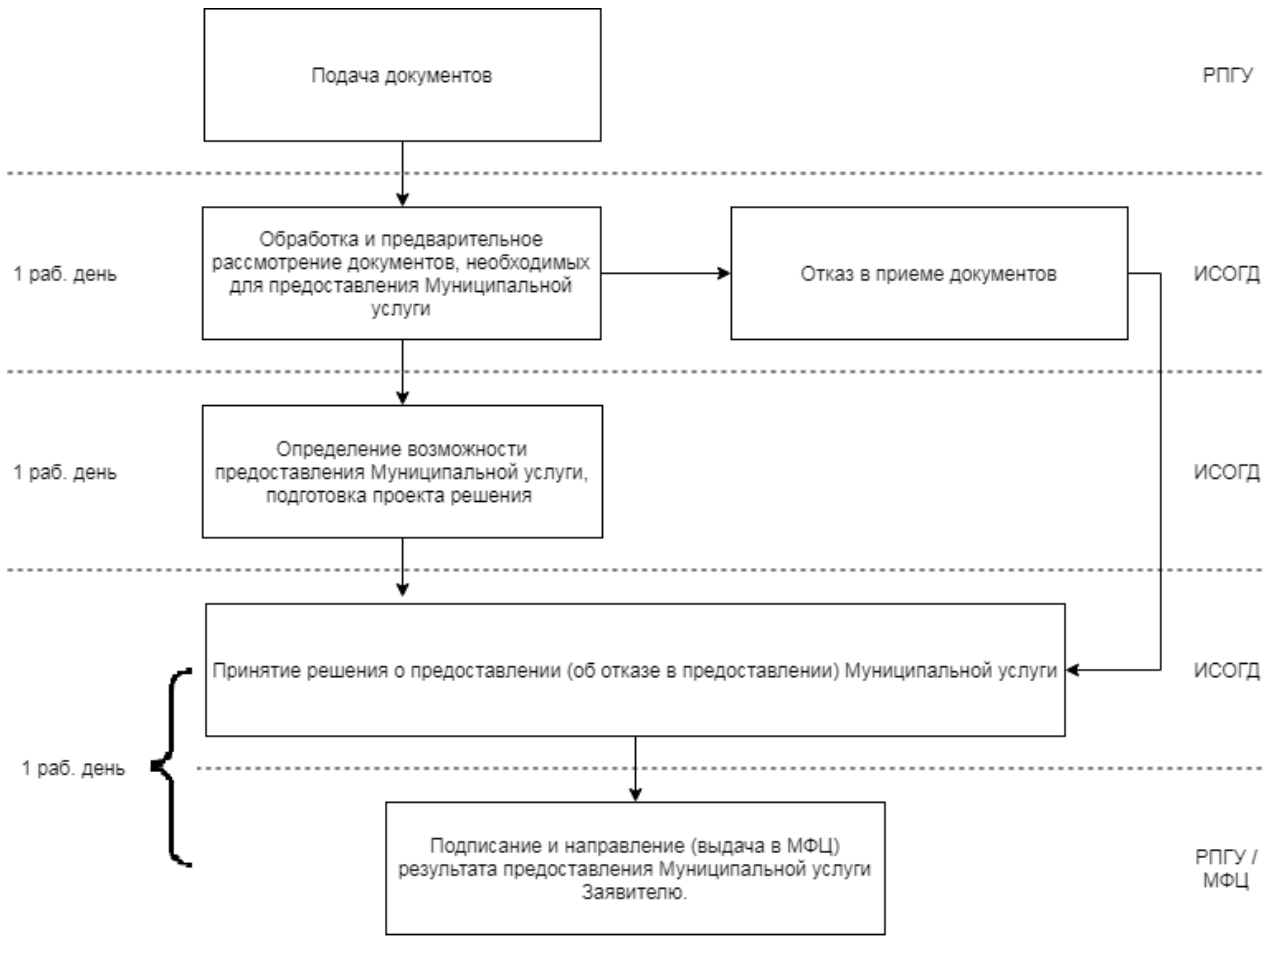 Подача документов
РПГУ
1 раб. день
Обработка и предварительное
рассмотрение документов, необходимых
для предоставления Муниципальной
услуги
Отказ в приеме документов
ИСОГД
1 раб. день
Определение возможности
предоставления Муниципальной услуги,
подготовка проекта решения
ИСОГД
Принятие решения о предоставлении (об отказе в предоставлении) Муниципальной услуги
ИСОГД
1 раб. день
Подписание и направление (выдача в МФЦ)
результата предоставления Муниципальной услуги
Заявителю.
РПГУ /
МФЦ